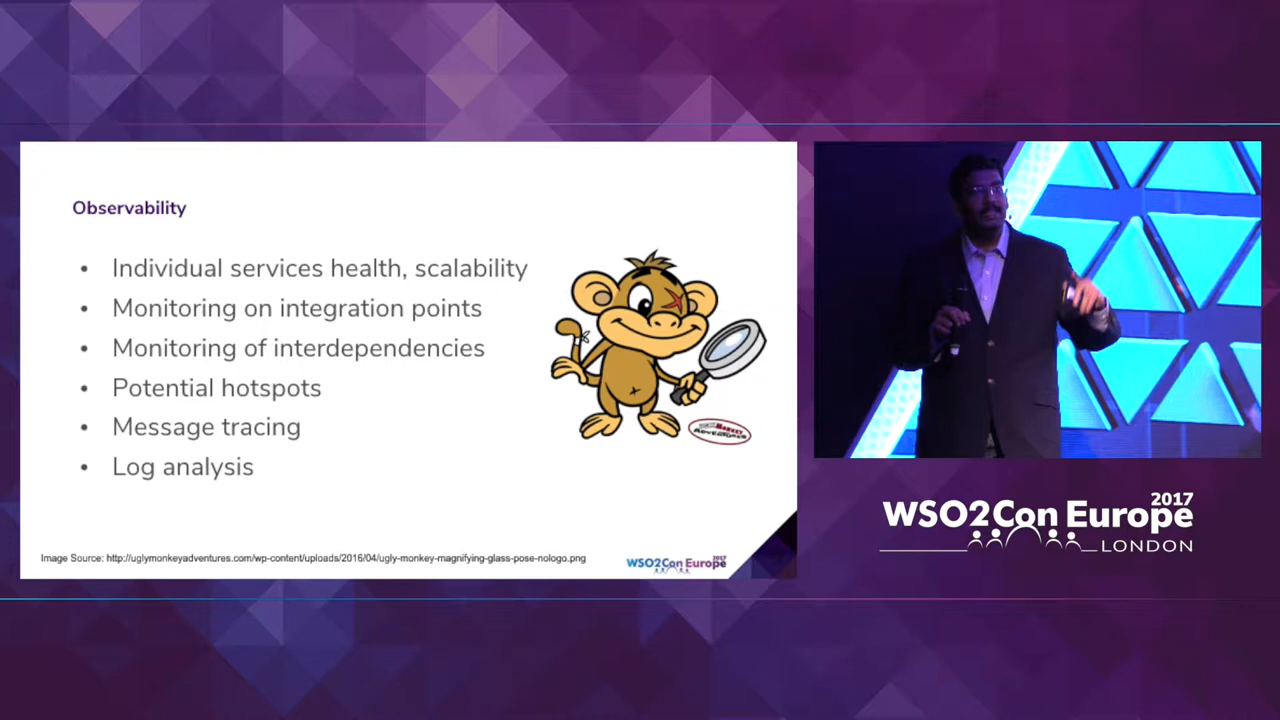 Observability
• Individual services health, scalability
• Monitoring on integration points
• Monitoring of interdependencies
• Potential hotspots
• Message tracing
• Log analysis
MONKEY
ADVENTURES
Image Source: http://uglymonkeyadventures.com/wp-content/uploads/2016/04/ugly-monkey-magnifying-glass-pose-nologo.png
2017
WSO2Con Europe
2017
WSO2Con Europe
LONDON